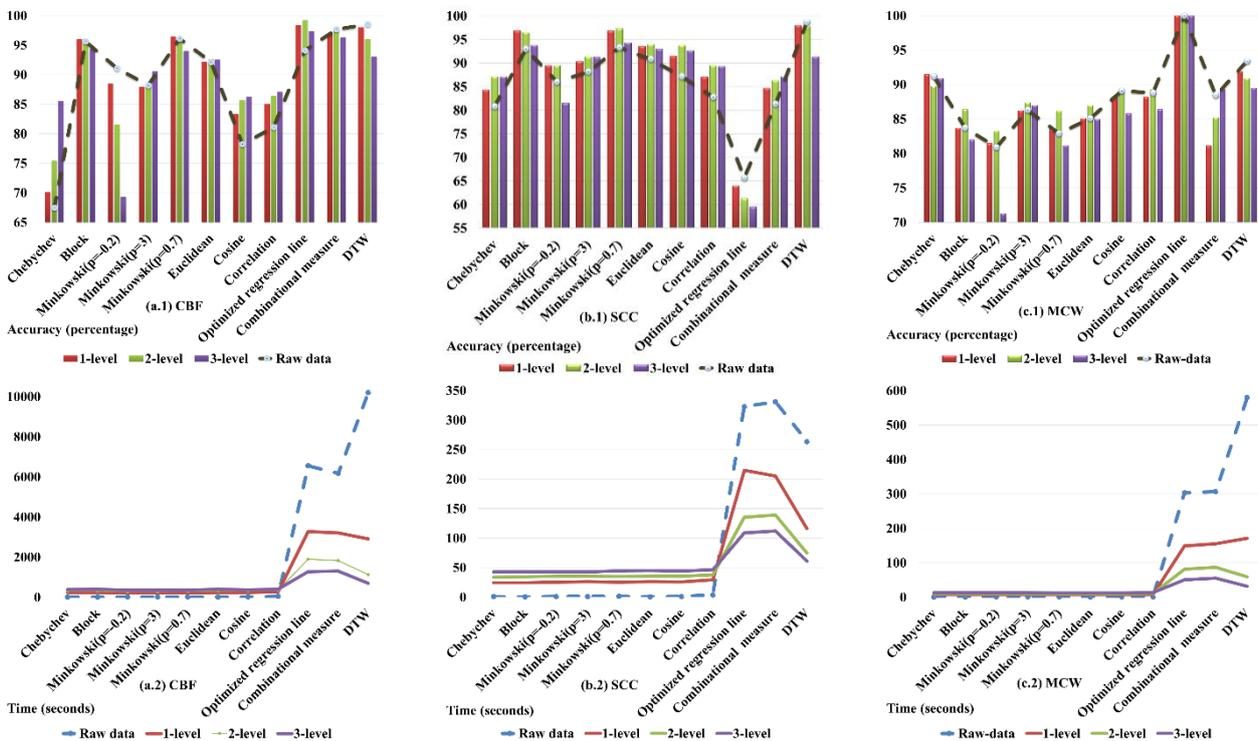 100
95
90
85
80
75
70
65
Chebychev
Block
Minkowski(p=-0.2)
Minkowski(p=3)
Minkowski(p=0.7)
Euclidean
Cosine
Correlation
Optimized regression line
Combinational measure
DTW
(a.1) CBF
Accuracy (percentage)
1-level 2-level 3-level Raw data
100
95
90
85
80
75
70
65
60
55
Chebychev
Block
Minkowski(p=-0.2)
Minkowski(p=3)
Minkowski(p=0.7)
Euclidean
Cosine
Correlation
Optimized regression line
Combinational measure
DTW
(b.1) SCC
Accuracy (percentage)
1-level 2-level 3-level Raw data
100
95
90
85
80
75
70
Chebychev
Block
Minkowski(p=-0.2)
Minkowski(p=3)
Minkowski(p=0.7)
Euclidean
Cosine
Correlation
Optimized regression line
Combinational measure
DTW
(c.1) MCW
Accuracy (percentage)
1-level 2-level 3-level Raw-data
10000
8000
6000
4000
2000
0
Chebychev
Block
Minkowski(p=-0.2)
Minkowski(p=3)
Minkowski(p=0.7)
Euclidean
Cosine
Correlation
Optimized regression line
Combinational measure
DTW
(a.2) CBF
Time (seconds)
Raw data 1-level 2-level 3-level
350
300
250
200
150
100
50
0
Chebychev
Block
Minkowski(p=-0.2)
Minkowski(p=3)
Minkowski(p=0.7)
Euclidean
Cosine
Correlation
Optimized regression line
Combinational measure
DTW
(b.2) SCC
Time (seconds)
Raw data 1-level 2-level 3-level
600
500
400
300
200
100
0
Chebychev
Block
Minkowski(p=-0.2)
Minkowski(p=3)
Minkowski(p=0.7)
Euclidean
Cosine
Correlation
Optimized regression line
Combinational measure
DTW
(c.2) MCW
Time (seconds)
Raw-data 1-level 2-level 3-level